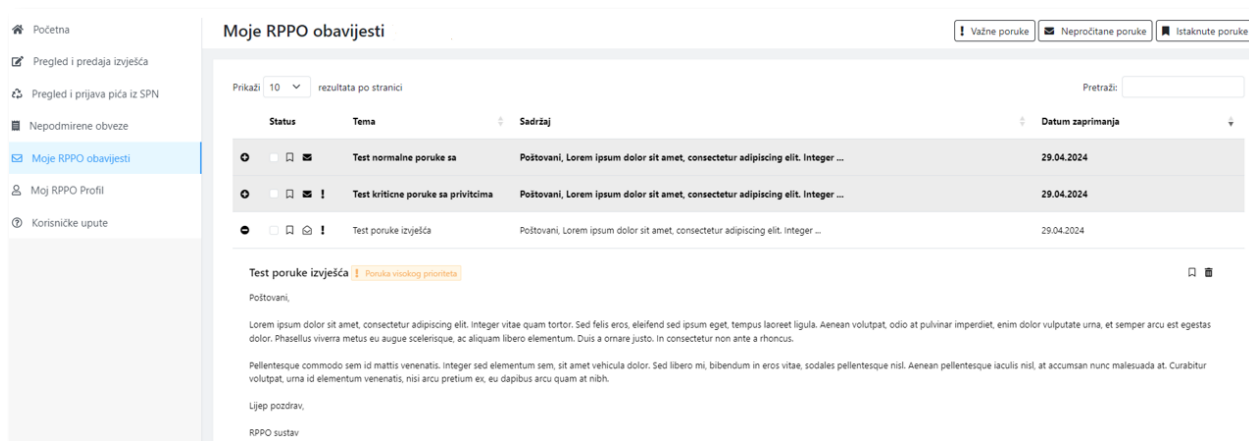 Početna
Pregled i predaja izvješća
Pregled i prijava pića iz SPN
Nepodmirene obveze
Moje RPPO obavijesti
Moj RPPO Profil
Korisničke upute
Moje RPPO obavijesti
Važne poruke Nepročitane poruke Istaknute poruke
Prikaži 10 rezultata po stranici Pretraži:
Status Tema Sadržaj Datum zaprimanja
Test normalne poruke sa Poštovani, Lorem ipsum dolor sit amet, consectetur adipiscing elit. Integer ... 29.04.2024
Test kriticne poruke sa privitcima Poštovani, Lorem ipsum dolor sit amet, consectetur adipiscing elit. Integer ... 29.04.2024
Test poruke izvješća Poštovani, Lorem ipsum dolor sit amet, consectetur adipiscing elit. Integer ... 29.04.2024
Test poruke izvješća ! Poruka visokog prioriteta
Poštovani,
Lorem ipsum dolor sit amet, consectetur adipiscing elit. Integer vitae quam tortor. Sed felis eros, eleifend sed ipsum eget, tempus laoreet ligula. Aenean volutpat, odio at pulvinar imperdiet, enim dolor vulputate urna, et semper arcu est egestas
dolor. Phasellus viverra metus eu augue scelerisque, ac aliquam libero elementum. Duis a ornare justo. In consectetur non ante a rhoncus.
Pellentesque commodo sem id mattis venenatis. Integer sed elementum sem, sit amet vehicula dolor. Sed libero mi, bibendum in eros vitae, sodales pellentesque nisl. Aenean pellentesque iaculis nisl, at accumsan nunc malesuada at. Curabitur
volutpat, urna id elementum venenatis, nisi arcu pretium ex, eu dapibus arcu quam at nibh.
Lijep pozdrav,
RPPO sustav